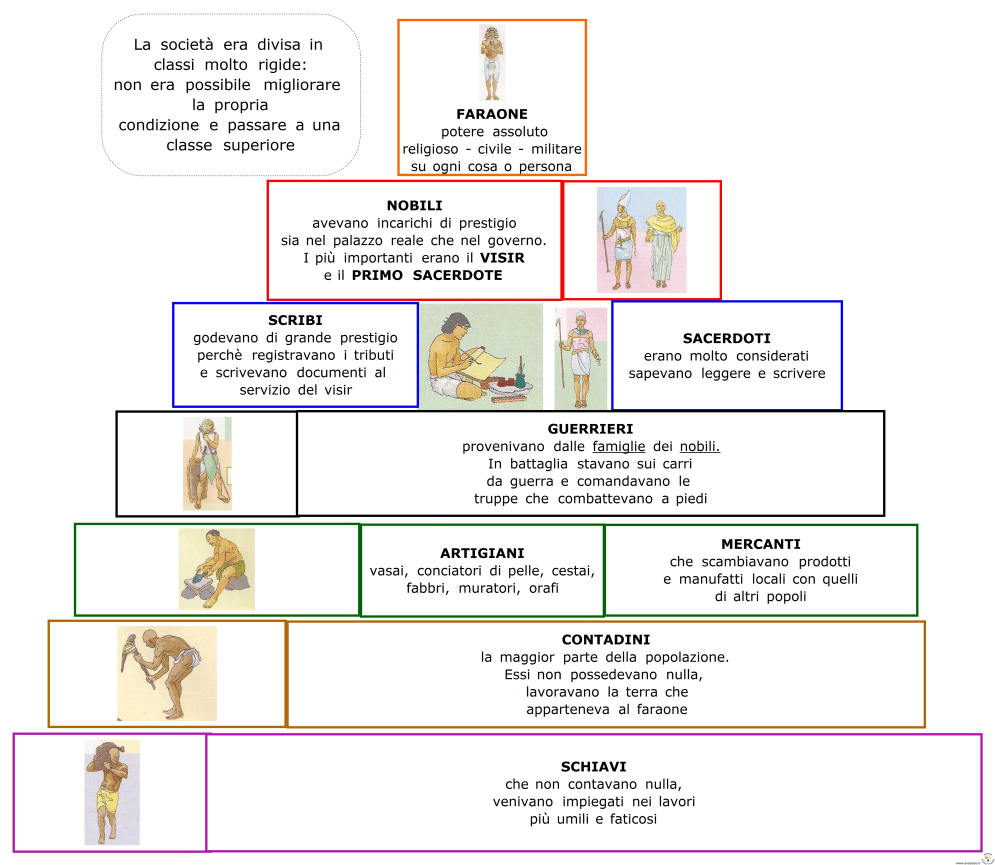 La società era divisa in
classi molto rigide:
non era possibile migliorare
la propria
condizione e passare a una
classe superiore
FARAONE
potere assoluto
religioso - civile - militare
su ogni cosa o persona
NOBILI
avevano incarichi di prestigio
sia nel palazzo reale che nel governo.
I più importanti erano il VISIR
e il PRIMO SACERDOTE
SCRIBI
godevano di grande prestigio
perchè registravano i tributi
e scrivevano documenti al
servizio del visir
SACERDOTI
erano molto considerati
sapevano leggere e scrivere
GUERRIERI
provenivano dalle famiglie dei nobili.
In battaglia stavano sui carri
da guerra e comandavano le
truppe che combattevano a piedi
ARTIGIANI
vasai, conciatori di pelle, cestai,
fabbri, muratori, orafi
MERCANTI
che scambiavano prodotti
e manufatti locali con quelli
di altri popoli
CONTADINI
la maggior parte della popolazione.
Essi non possedevano nulla,
lavoravano la terra che
apparteneva al faraone
SCHIAVI
che non contavano nulla,
venivano impiegati nei lavori
più umili e faticosi